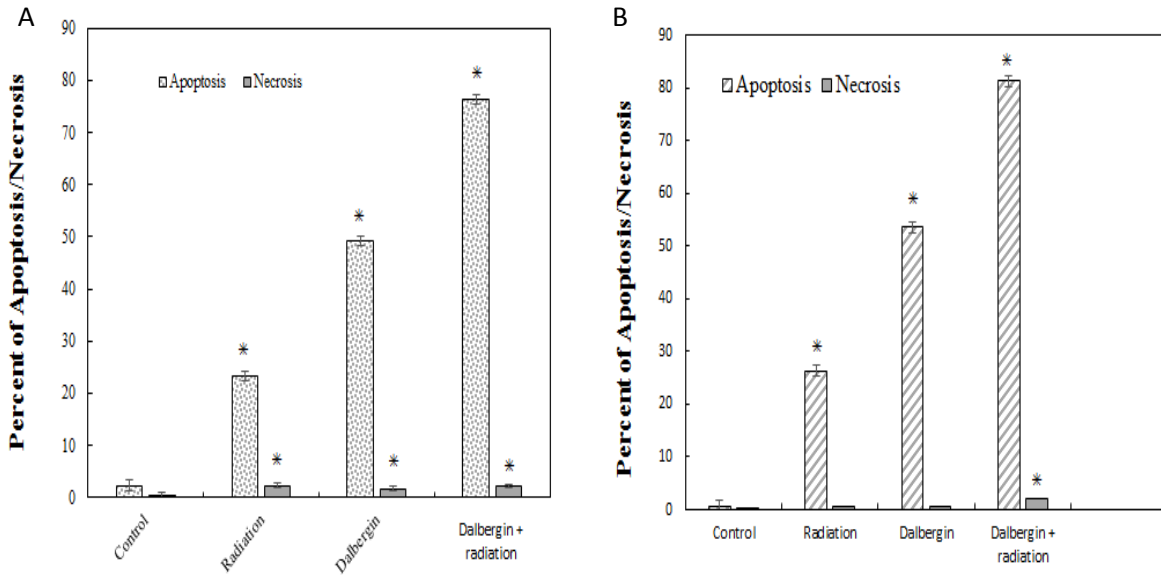 A
Percent of Apoptosis/Necrosis
90
80
70
60
50
40
30
20
10
0
Apoptosis Necrosis
*
*
*
*
*
*
Control
Radiation
Dalbergin
Dalbergin +
radiation
B
Percent of Apoptosis/Necrosis
90
80
70
60
50
40
30
20
10
0
Apoptosis Necrosis
*
*
*
*
Control
Radiation
Dalbergin
Dalbergin +
radiation